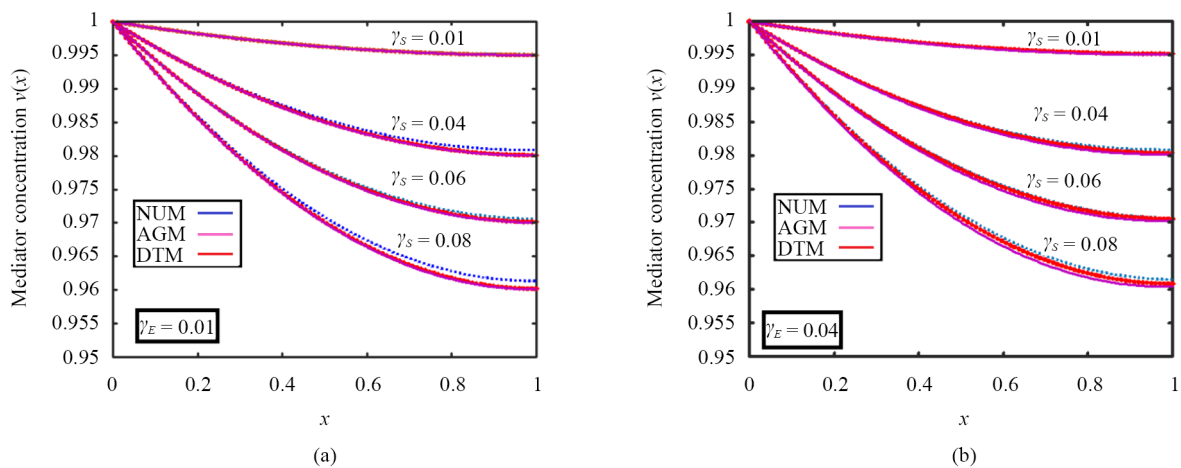 Mediator concentration v(x)
1
0.995
0.99
0.985
0.98
0.975
0.97
0.965
0.96
0.955
0.95
γS = 0.01
γS = 0.04
γS = 0.06
γS = 0.08
NUM
AGM
DTM
γE = 0.01
0 0.2 0.4 0.6 0.8 1
x
(a)
Mediator concentration v(x)
1
0.995
0.99
0.985
0.98
0.975
0.97
0.965
0.96
0.955
0.95
γS = 0.01
γS = 0.04
γS = 0.06
γS = 0.08
NUM
AGM
DTM
γE = 0.04
0 0.2 0.4 0.6 0.8 1
x
(b)